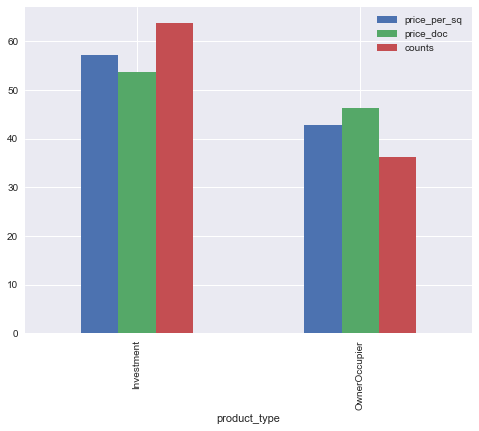 price_per_sq
price_doc
counts
60
50
40
30
20
10
0
Investment
OwnerOccupier
product_type